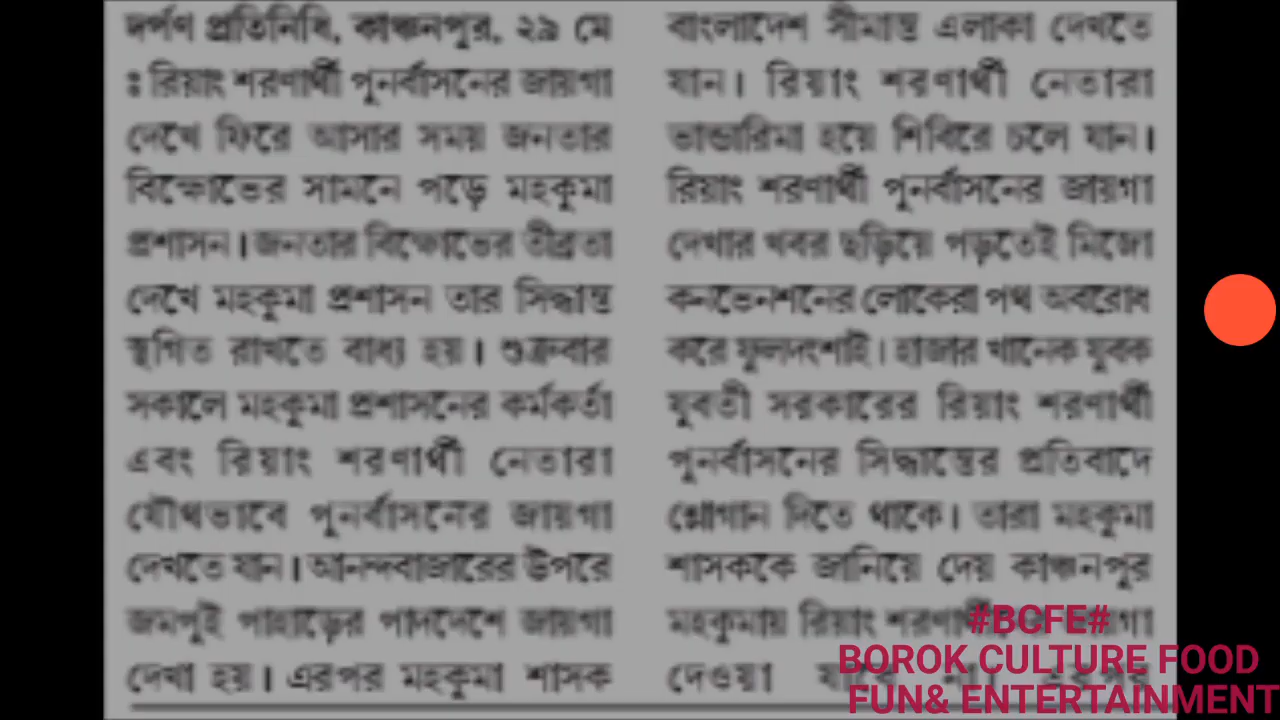 দর্পণ প্রতিনিধি, কাঞ্চনপুর, ২৯ মে
ঃ রিয়াং শরণার্থী পুনর্বাসনের জায়গা
দেখে ফিরে আসার সময় জনতার
বিক্ষোভের সামনে পড়ে মহকুমা
প্রশাসন। জনতার বিক্ষোভের তীব্রতা
দেখে মহকুমা প্রশাসন তার সিদ্ধান্ত
স্থগিত রাখতে বাধ্য হয়। শুক্রবার
সকালে মহকুমা প্রশাসনের কর্মকর্তা
এবং রিয়াং শরণার্থী নেতারা
যৌথভাবে পুনর্বাসনের জায়গা
দেখতে যান। আনন্দবাজারের উপরে
জমপুই পাহাড়ের পাদদেশে জায়গা
দেখা হয়। এরপর মহকুমা শাসক
বাংলাদেশ সীমান্ত এলাকা দেখতে
যান। রিয়াং শরণার্থী নেতারা
ভান্ডারিমা হয়ে শিবিরে চলে যান।
রিয়াং শরণার্থী পুনর্বাসনের জায়গা
দেখার খবর ছড়িয়ে পড়তেই মিজো
কনভেনশনের লোকেরা পথ অবরোধ
করে ফুলদংশাই। হাজার খানেক যুবক
যুবতী সরকারের রিয়াং শরণার্থী
পুনর্বাসনের সিদ্ধান্তের প্রতিবাদে
শ্লোগান দিতে থাকে। তারা মহকুমা
শাসককে জানিয়ে দেয় কাঞ্চনপুর
মহকুমায় রিয়াং
দেওয়া
#BCFE#
BOROK CULTURE FOOD
FUN& ENTERTAINMENT